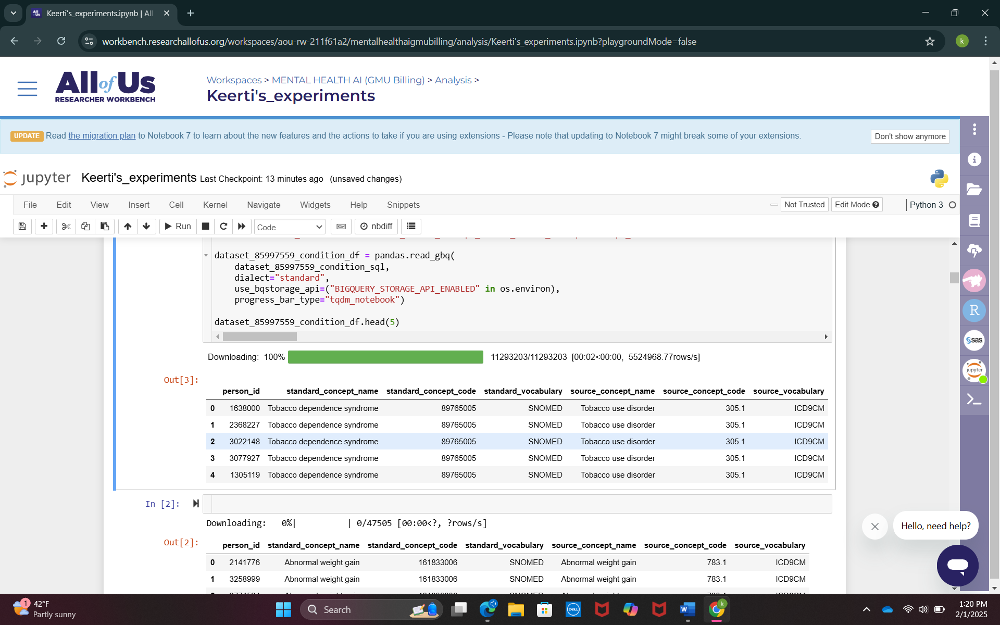 Keerti's_experiments.ipynb | All
workbench.researchallofus.org/workspaces/aou-rw-211f61a2/mentalhealthaigmubilling/analysis/Keerti's_experiments.ipynb?playgroundMode=false
k
All of Us
RESEARCHER WORKBENCH
Workspaces > MENTAL HEALTH AI (GMU Billing) > Analysis >
Keerti's_experiments
UPDATE Read the migration plan to Notebook 7 to learn about the new features and the actions to take if you are using extensions - Please note that updating to Notebook 7 might break some of your extensions.
Don't show anymore
jupyter Keerti's_experiments Last Checkpoint: 13 minutes ago (unsaved changes)
File Edit View Insert Cell Kernel Navigate Widgets Help Snippets
Not Trusted Edit Mode Python 3
Run Code nbdiff
dataset_85997559_condition_df = pandas.read_gbq(
dataset_85997559_condition_sql,
dialect="standard",
use_bqstorage_api=("BIGQUERY_STORAGE_API_ENABLED" in os.environ),
progress_bar_type="tqdm_notebook")
dataset_85997559_condition_df.head(5)
Downloading: 100% 11293203/11293203 [00:02<00:00, 5524968.77rows/s]
Out[3]:
person_id standard_concept_name standard_concept_code standard_vocabulary source_concept_name source_concept_code source_vocabulary
0 1638000 Tobacco dependence syndrome 89765005 SNOMED Tobacco use disorder 305.1 ICD9CM
1 2368227 Tobacco dependence syndrome 89765005 SNOMED Tobacco use disorder 305.1 ICD9CM
2 3022148 Tobacco dependence syndrome 89765005 SNOMED Tobacco use disorder 305.1 ICD9CM
3 3077927 Tobacco dependence syndrome 89765005 SNOMED Tobacco use disorder 305.1 ICD9CM
4 1305119 Tobacco dependence syndrome 89765005 SNOMED Tobacco use disorder 305.1 ICD9CM
In [2]:
Downloading: 0%| | 0/47505 [00:00<?, ?rows/s]
Out[2]:
person_id standard_concept_name standard_concept_code standard_vocabulary source_concept_name source_concept_code source_vocabulary
0 2141776 Abnormal weight gain 161833006 SNOMED Abnormal weight gain 783.1 ICD9CM
1 3258999 Abnormal weight gain 161833006 SNOMED Abnormal weight gain 783.1 ICD9CM
R
sas
jupyter
Hello, need help?
1 42°F
Partly sunny
Search
DELL
W
k
1:20 PM
2/1/2025